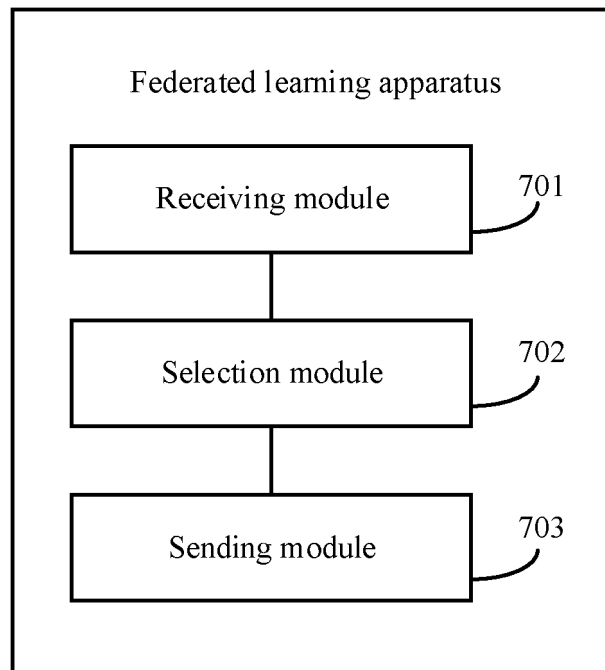 Federated learning apparatus
Receiving module
701
Selection module
702
Sending module
703